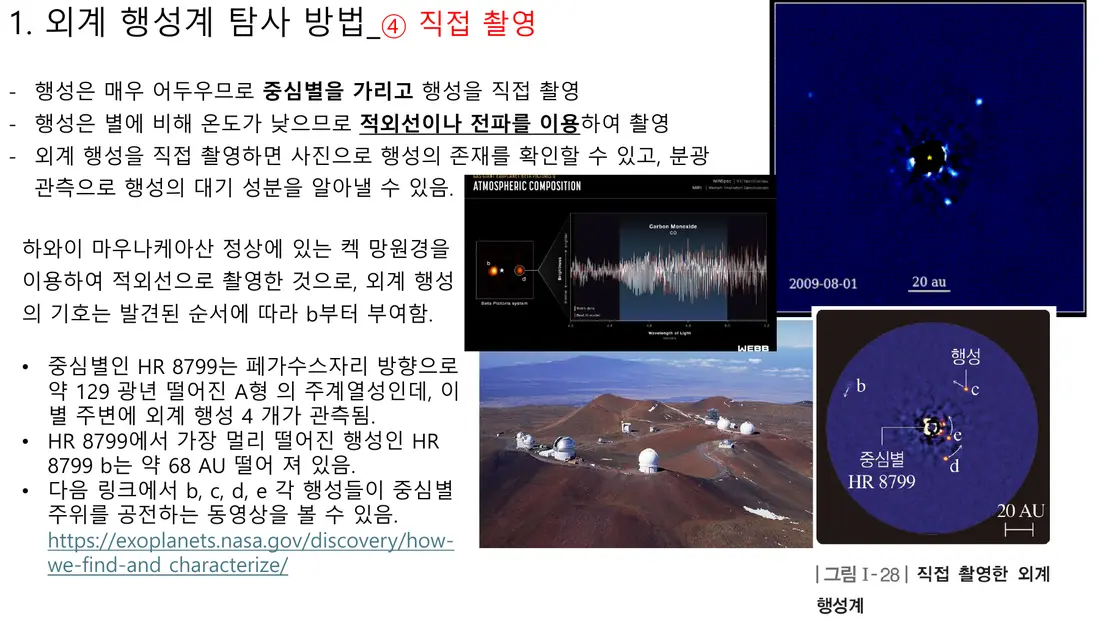 1. 외계 행성계 탐사 방법_④ 직접 촬영
- 행성은 매우 어두우므로 중심별을 가리고 행성을 직접 촬영
- 행성은 별에 비해 온도가 낮으므로 적외선이나 전파를 이용하여 촬영
- 외계 행성을 직접 촬영하면 사진으로 행성의 존재를 확인할 수 있고, 분광
관측으로 행성의 대기 성분을 알아낼 수 있음.
하와이 마우나케아산 정상에 있는 켁 망원경을
이용하여 적외선으로 촬영한 것으로, 외계 행성
의 기호는 발견된 순서에 따라 b부터 부여함.
• 중심별인 HR 8799는 페가수스자리 방향으로
약 129 광년 떨어진 A형 의 주계열성인데, 이
별 주변에 외계 행성 4 개가 관측됨.
• HR 8799에서 가장 멀리 떨어진 행성인 HR
8799 b는 약 68 AU 떨어 져 있음.
• 다음 링크에서 b, c, d, e 각 행성들이 중심별
주위를 공전하는 동영상을 볼 수 있음.
https://exoplanets.nasa.gov/discovery/how-
we-find-and characterize/
ATMOSPHERIC COMPOSITION
Carbon Monoxide
CO
b
d
Beta Pictoris system
Brightness
Wavelength of Light
WEBB
2009-08-01
20 au
행성
b
c
e
d
중심별
HR 8799
20 AU
|그림 I-28| 직접 촬영한 외계
행성계